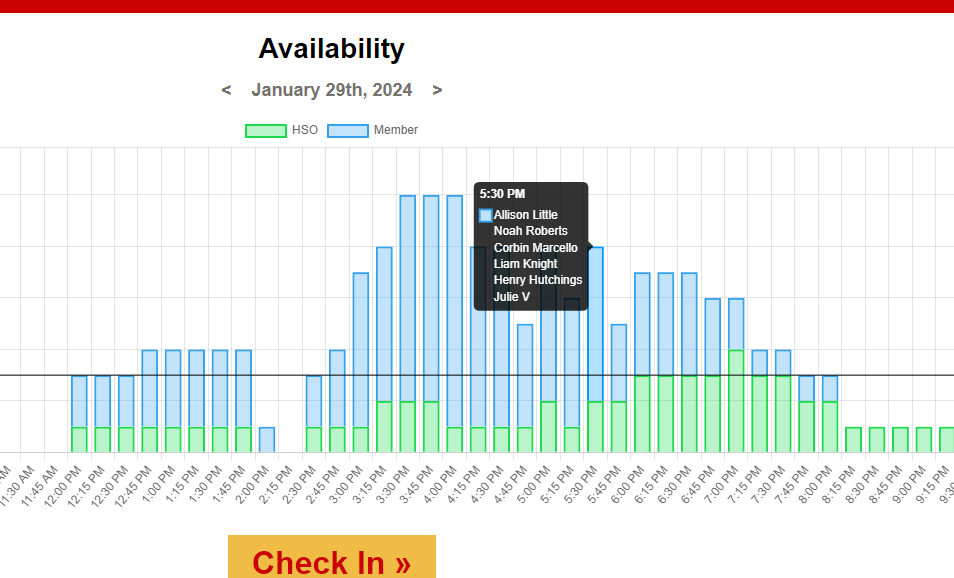 Availability
< January 29th, 2024 >
HSO Member
5:30 PM
Allison Little
Noah Roberts
Corbin Marcello
Liam Knight
Henry Hutchings
Julie V
11:30 AM
11:45 AM
12:00 PM
12:15 PM
12:30 PM
12:45 PM
1:00 PM
1:15 PM
1:30 PM
1:45 PM
2:00 PM
2:15 PM
2:30 PM
2:45 PM
3:00 PM
3:15 PM
3:30 PM
3:45 PM
4:00 PM
4:15 PM
4:30 PM
4:45 PM
5:00 PM
5:15 PM
5:30 PM
5:45 PM
6:00 PM
6:15 PM
6:30 PM
6:45 PM
7:00 PM
7:15 PM
7:30 PM
7:45 PM
8:00 PM
8:15 PM
8:30 PM
8:45 PM
9:00 PM
9:15 PM
Check In »